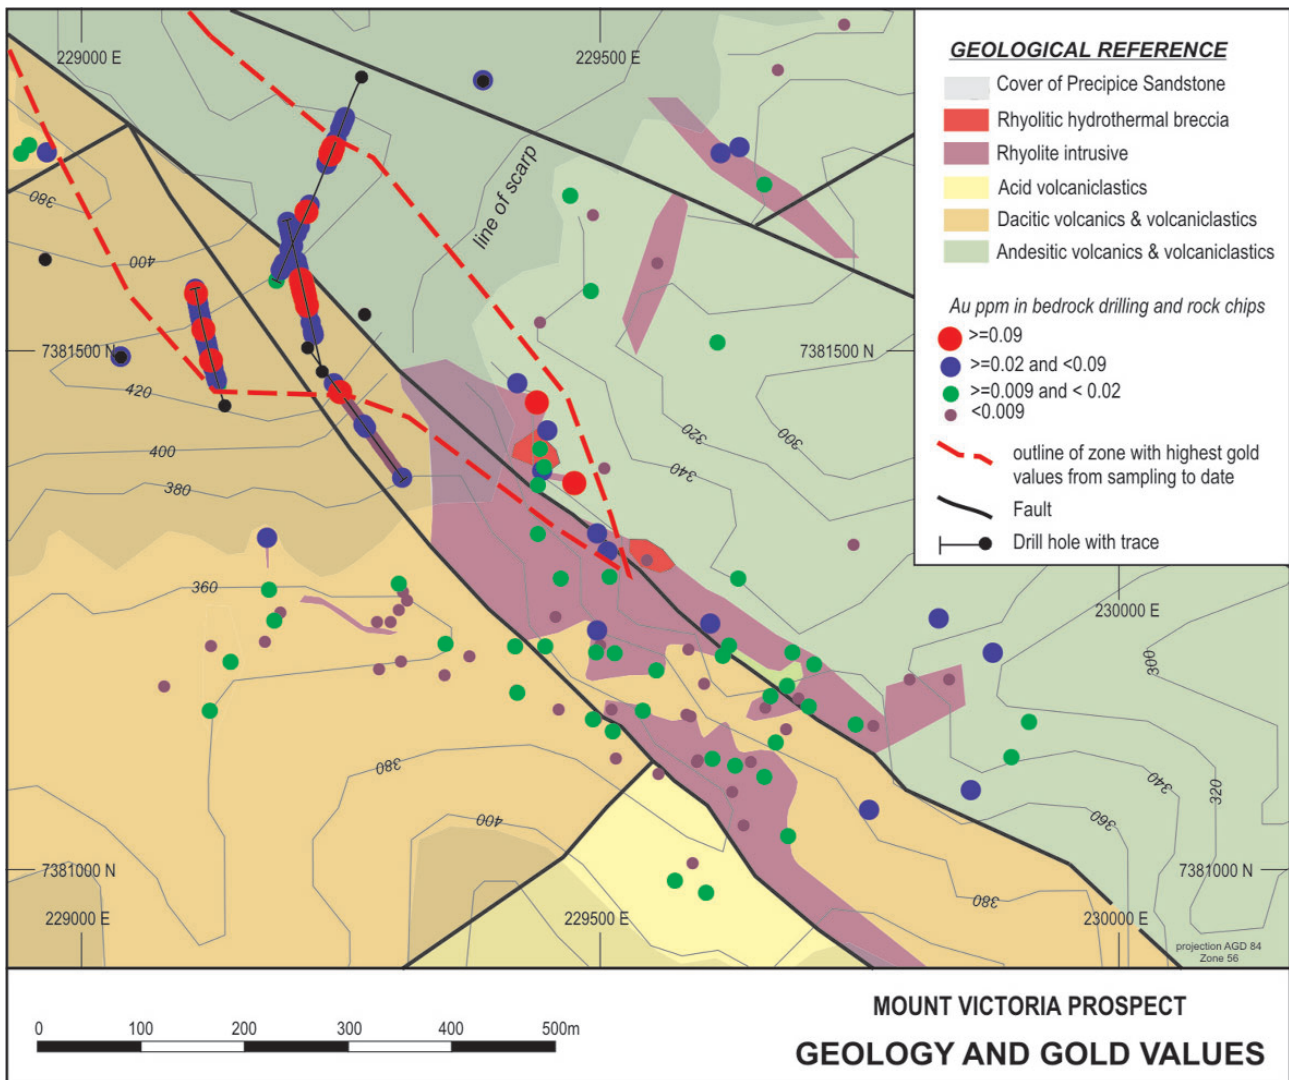 229000 E
229500 E
GEOLOGICAL REFERENCE
Cover of Precipice Sandstone
Rhyolitic hydrothermal breccia
Rhyolite intrusive
Acid volcaniclastics
Dacitic volcanics & volcaniclastics
Andesitic volcanics & volcaniclastics
Au ppm in bedrock drilling and rock chips
>=0.09
>=0.02 and <0.09
>=0.009 and < 0.02
<0.009
outline of zone with highest gold
values from sampling to date
Fault
Drill hole with trace
line of scarp
380
400
7381500 N
7381500 N
420
400
380
320
340
300
360
230000 E
300
380
340
320
360
400
7381000 N
7381000 N
380
229000 E
229500 E
230000 E
projection AGD 84
Zone 56
0 100 200 300 400 500m
MOUNT VICTORIA PROSPECT
GEOLOGY AND GOLD VALUES